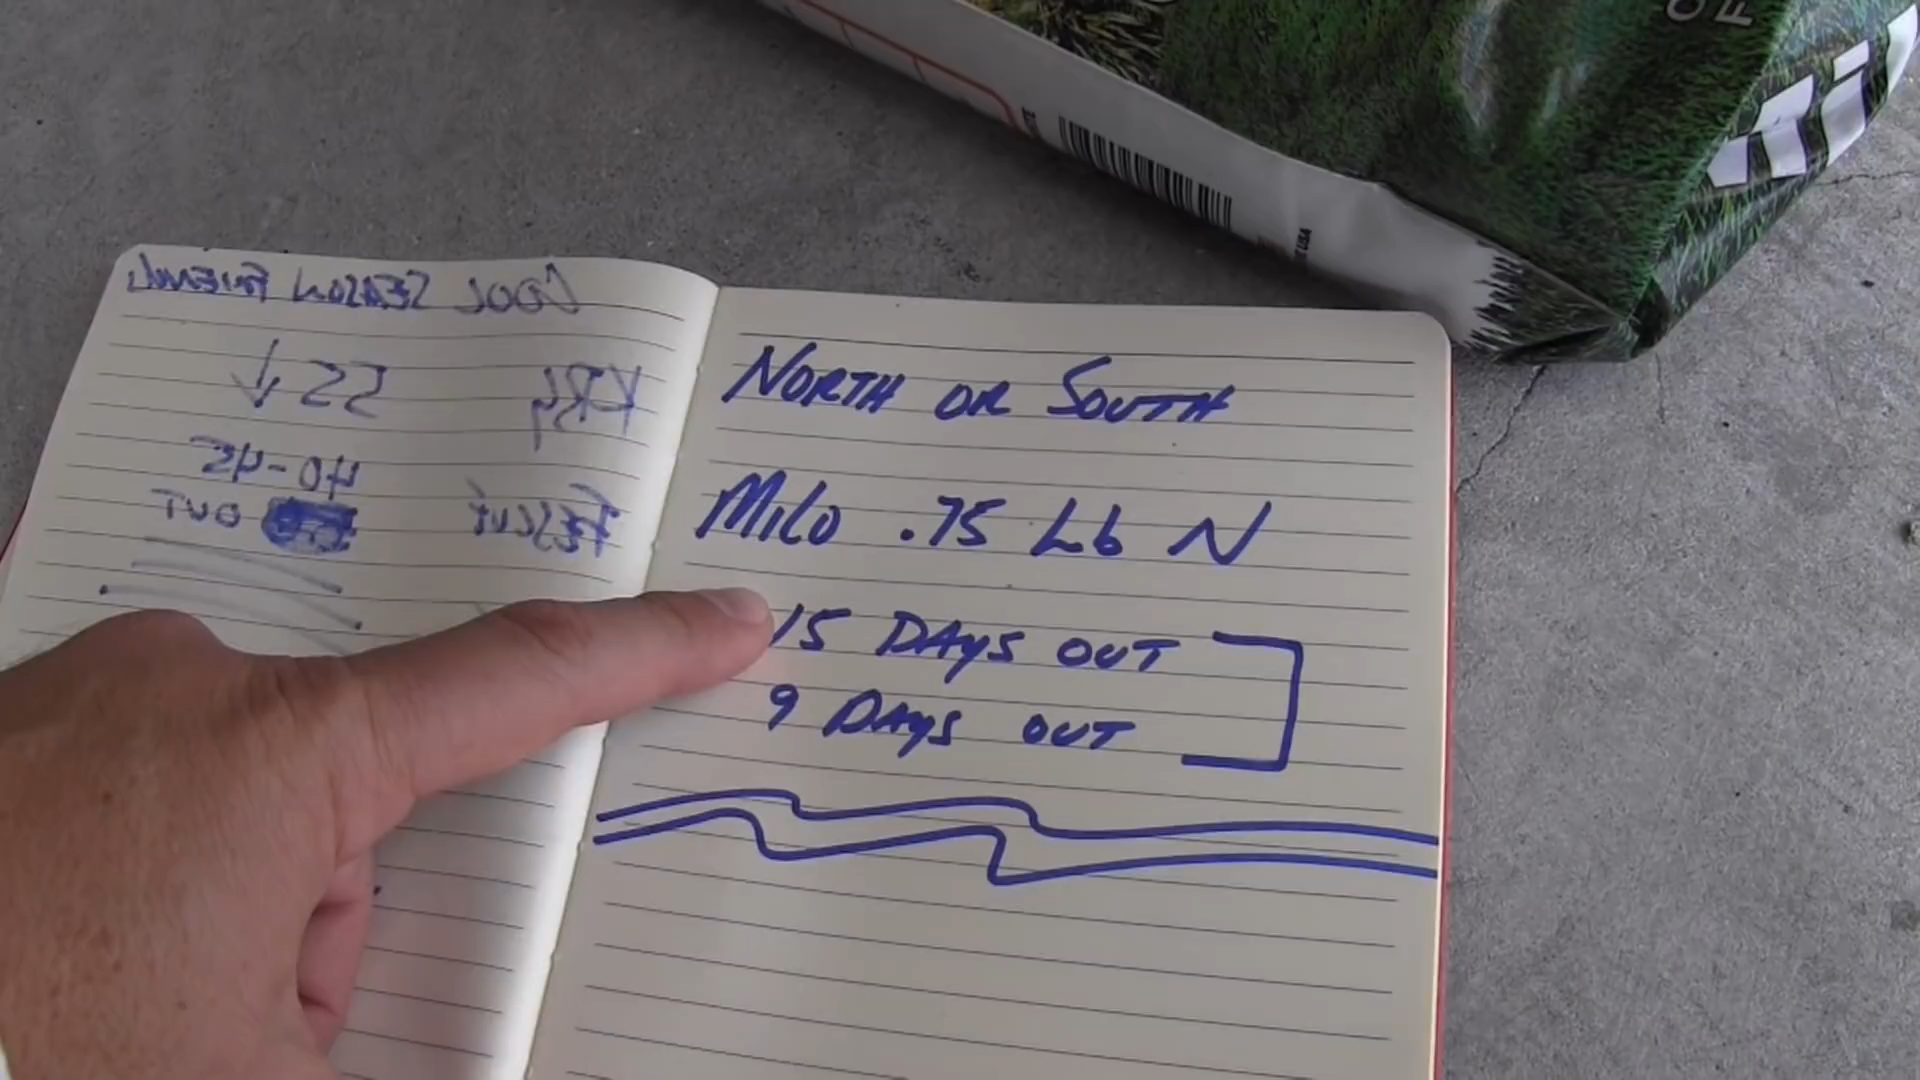 COOL SEASON
KBG SS ↓
40-45
FESCUE OUT
NORTH OR SOUTH
MILO .75 Lb N
15 DAYS OUT
9 DAYS OUT
USA